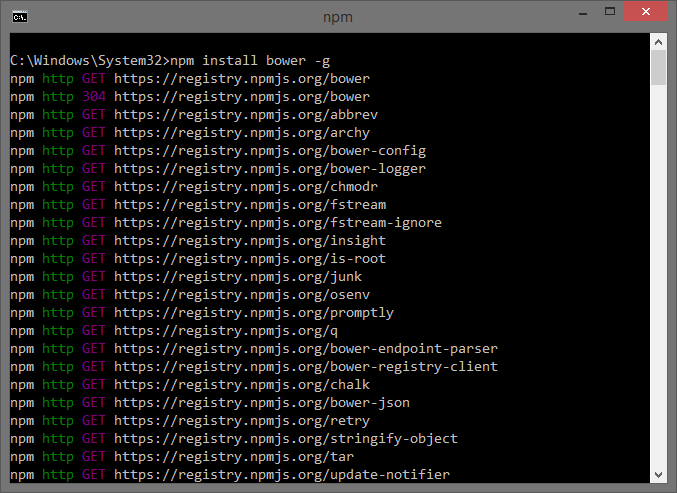 npm
C:\Windows\System32>npm install bower -g
npm http GET https://registry.npmjs.org/bower
npm http 304 https://registry.npmjs.org/bower
npm http GET https://registry.npmjs.org/abbrev
npm http GET https://registry.npmjs.org/archy
npm http GET https://registry.npmjs.org/bower-config
npm http GET https://registry.npmjs.org/bower-logger
npm http GET https://registry.npmjs.org/chmodr
npm http GET https://registry.npmjs.org/fstream
npm http GET https://registry.npmjs.org/fstream-ignore
npm http GET https://registry.npmjs.org/insight
npm http GET https://registry.npmjs.org/is-root
npm http GET https://registry.npmjs.org/junk
npm http GET https://registry.npmjs.org/osenv
npm http GET https://registry.npmjs.org/promptly
npm http GET https://registry.npmjs.org/q
npm http GET https://registry.npmjs.org/bower-endpoint-parser
npm http GET https://registry.npmjs.org/bower-registry-client
npm http GET https://registry.npmjs.org/chalk
npm http GET https://registry.npmjs.org/bower-json
npm http GET https://registry.npmjs.org/retry
npm http GET https://registry.npmjs.org/stringify-object
npm http GET https://registry.npmjs.org/tar
npm http GET https://registry.npmjs.org/update-notifier